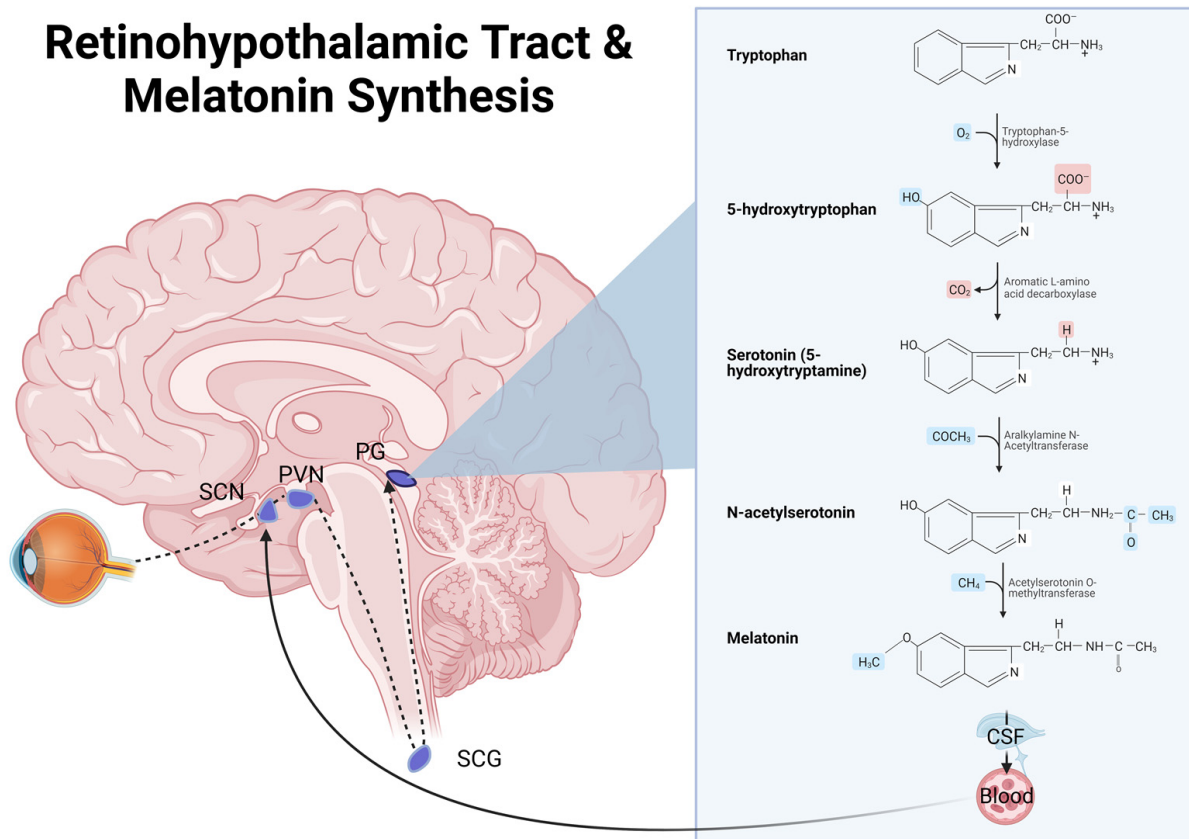 Retinohypothalamic Tract &
Melatonin Synthesis
PG
PVN
SCN
SCG
Tryptophan
COO⁻
CH₂-CH-NH₃
+
N
O₂
Tryptophan-5-
hydroxylase
5-hydroxytryptophan
HO
COO⁻
CH₂-CH-NH₃
+
N
CO₂
Aromatic L-amino
acid decarboxylase
Serotonin (5-
hydroxytryptamine)
HO
H
CH₂-CH-NH₃
+
N
COCH₃
Aralkylamine N-
Acetyltransferase
N-acetylserotonin
HO
H
CH₂-CH-NH₂-C-CH₃
O
N
CH₄
Acetylserotonin O-
methyltransferase
Melatonin
H₃C
O
H
CH₂-CH-NH-C-CH₃
O
N
CSF
Blood